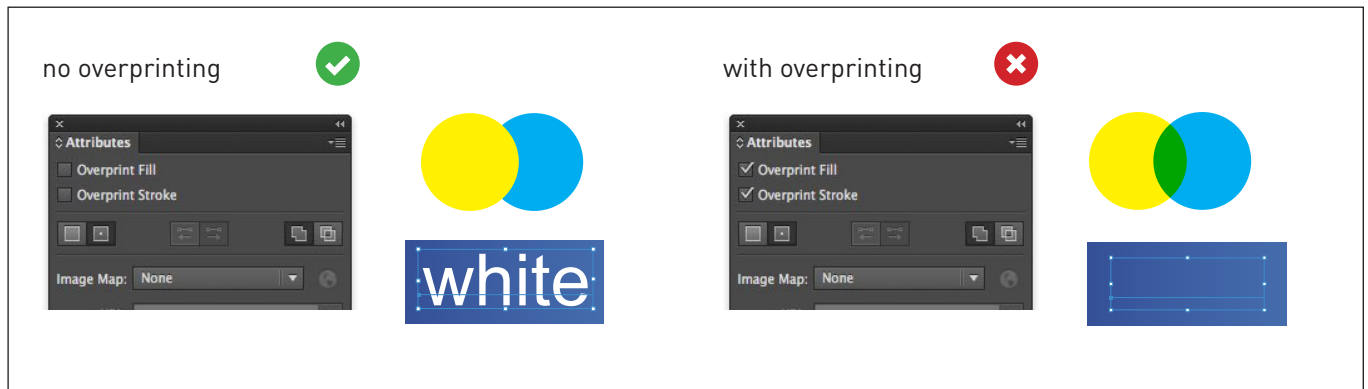 no overprinting
Attributes
Overprint Fill
Overprint Stroke
Image Map: None
white
with overprinting
Attributes
Overprint Fill
Overprint Stroke
Image Map: None